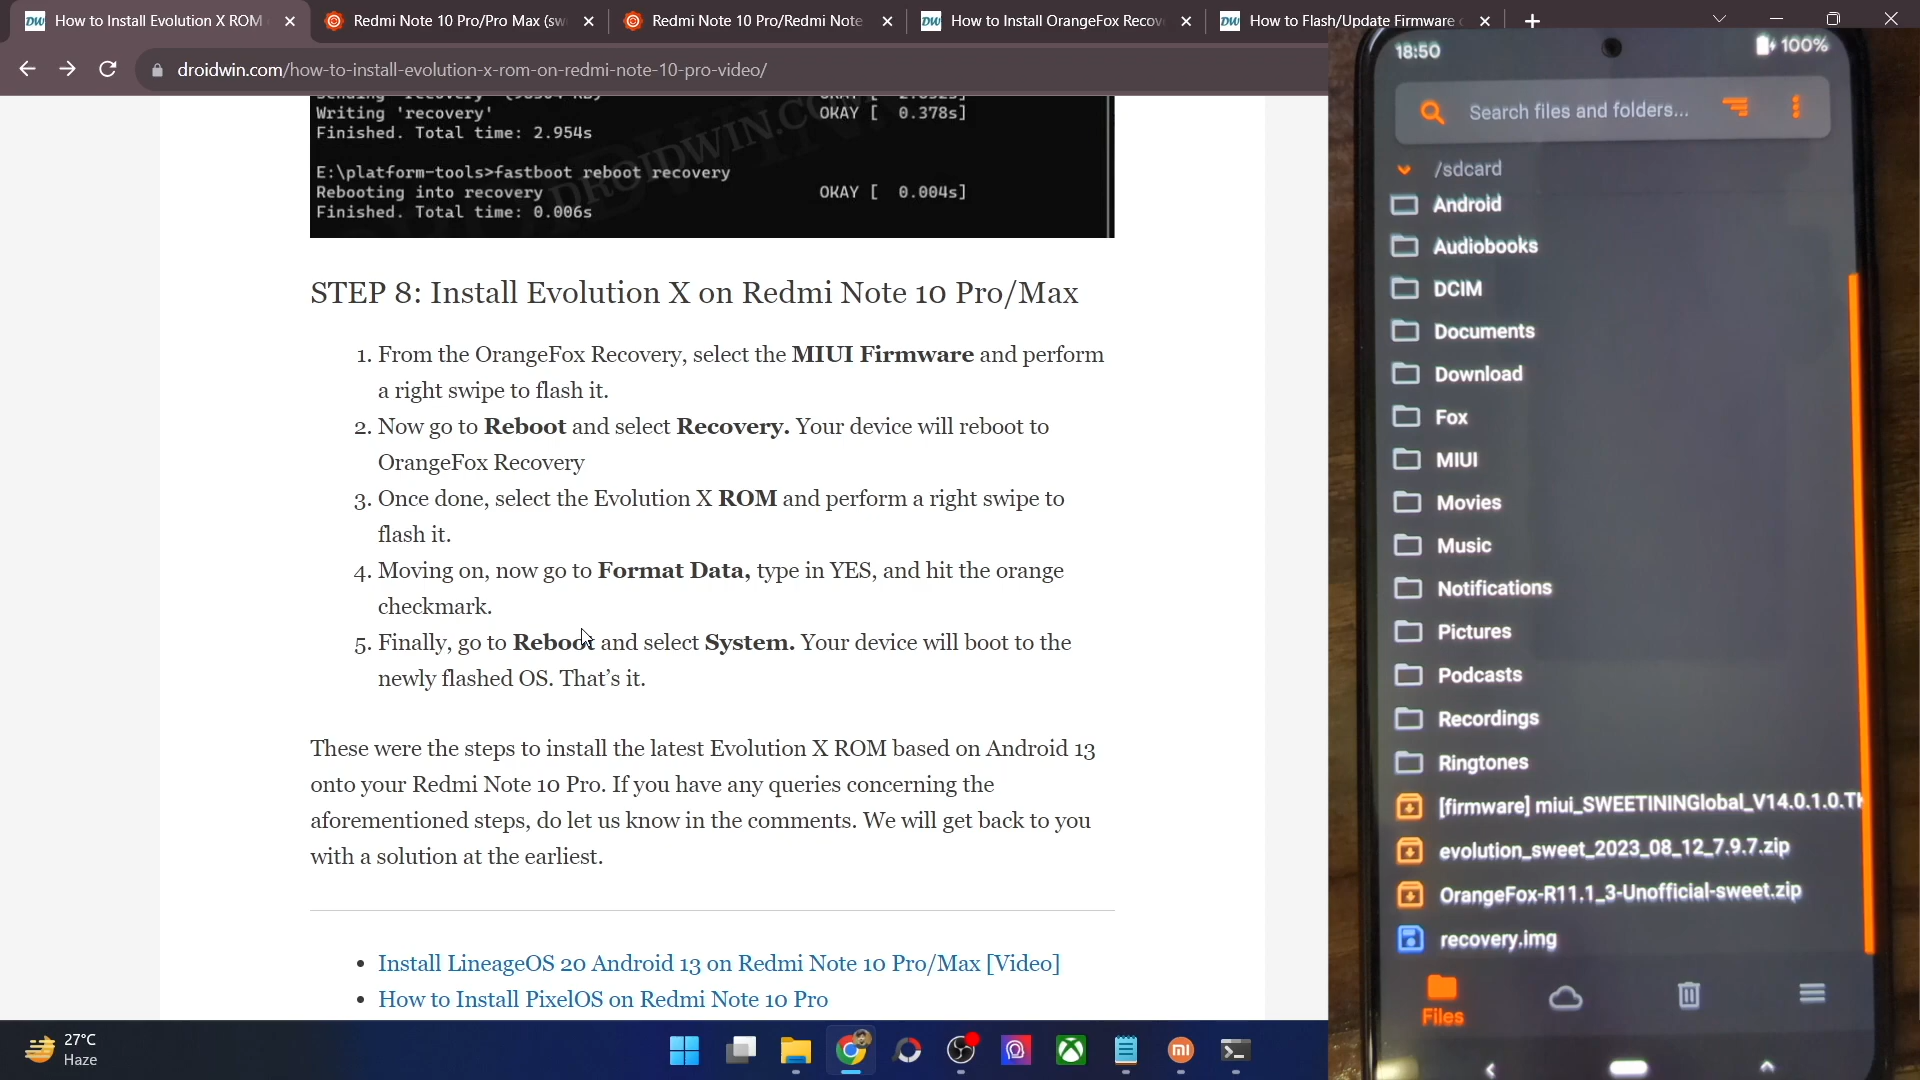 How to Install Evolution X ROM
Redmi Note 10 Pro/Pro Max (sw
Redmi Note 10 Pro/Redmi Note
How to Install OrangeFox Recov
How to Flash/Update Firmware
droidwin.com/how-to-install-evolution-x-rom-on-redmi-note-10-pro-video/
Writing 'recovery' OKAY [ 0.378s]
Finished. Total time: 2.954s
E:\platform-tools>fastboot reboot recovery
Rebooting into recovery OKAY [ 0.004s]
Finished. Total time: 0.006s
DROIDWIN.COM
STEP 8: Install Evolution X on Redmi Note 10 Pro/Max
1. From the OrangeFox Recovery, select the MIUI Firmware and perform
a right swipe to flash it.
2. Now go to Reboot and select Recovery. Your device will reboot to
OrangeFox Recovery
3. Once done, select the Evolution X ROM and perform a right swipe to
flash it.
4. Moving on, now go to Format Data, type in YES, and hit the orange
checkmark.
5. Finally, go to Reboot and select System. Your device will boot to the
newly flashed OS. That's it.
These were the steps to install the latest Evolution X ROM based on Android 13
onto your Redmi Note 10 Pro. If you have any queries concerning the
aforementioned steps, do let us know in the comments. We will get back to you
with a solution at the earliest.
• Install LineageOS 20 Android 13 on Redmi Note 10 Pro/Max [Video]
• How to Install PixelOS on Redmi Note 10 Pro
27°C
Haze
18:50
100%
Search files and folders...
/sdcard
Android
Audiobooks
DCIM
Documents
Download
Fox
MIUI
Movies
Music
Notifications
Pictures
Podcasts
Recordings
Ringtones
[firmware] miui_SWEETININGlobal_V14.0.1.0.TK
evolution_sweet_2023_08_12_7.9.7.zip
OrangeFox-R11.1_3-Unofficial-sweet.zip
recovery.img
Files